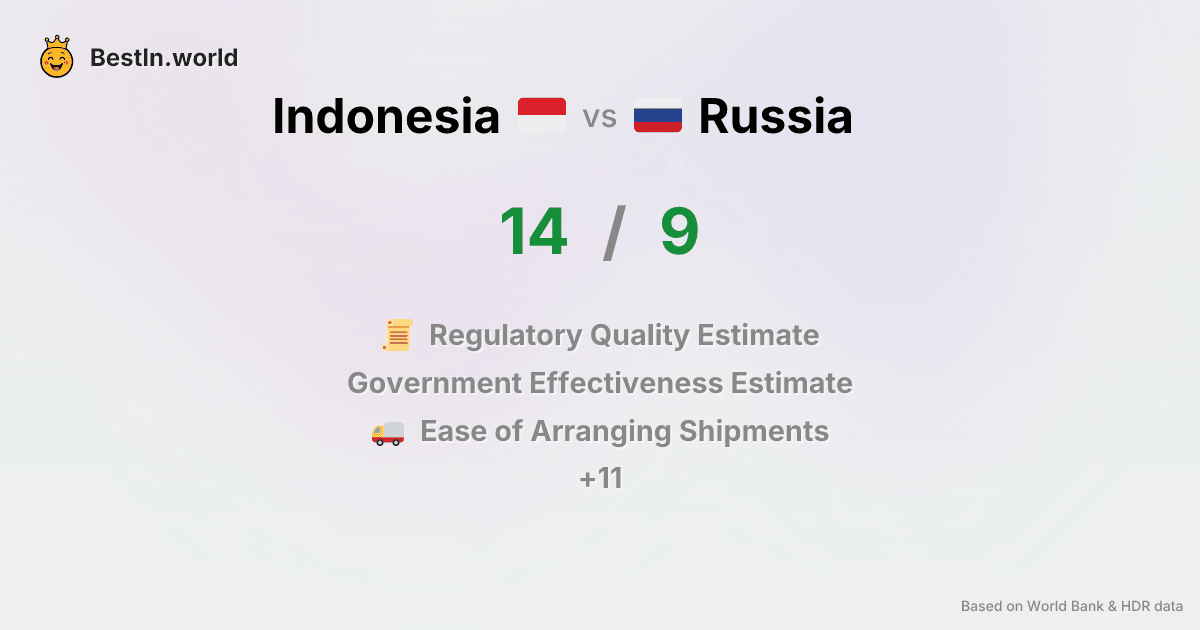 BestIn.world
Indonesia vs Russia
14 / 9
Regulatory Quality Estimate
Government Effectiveness Estimate
Ease of Arranging Shipments
+11
Based on World Bank & HDR data